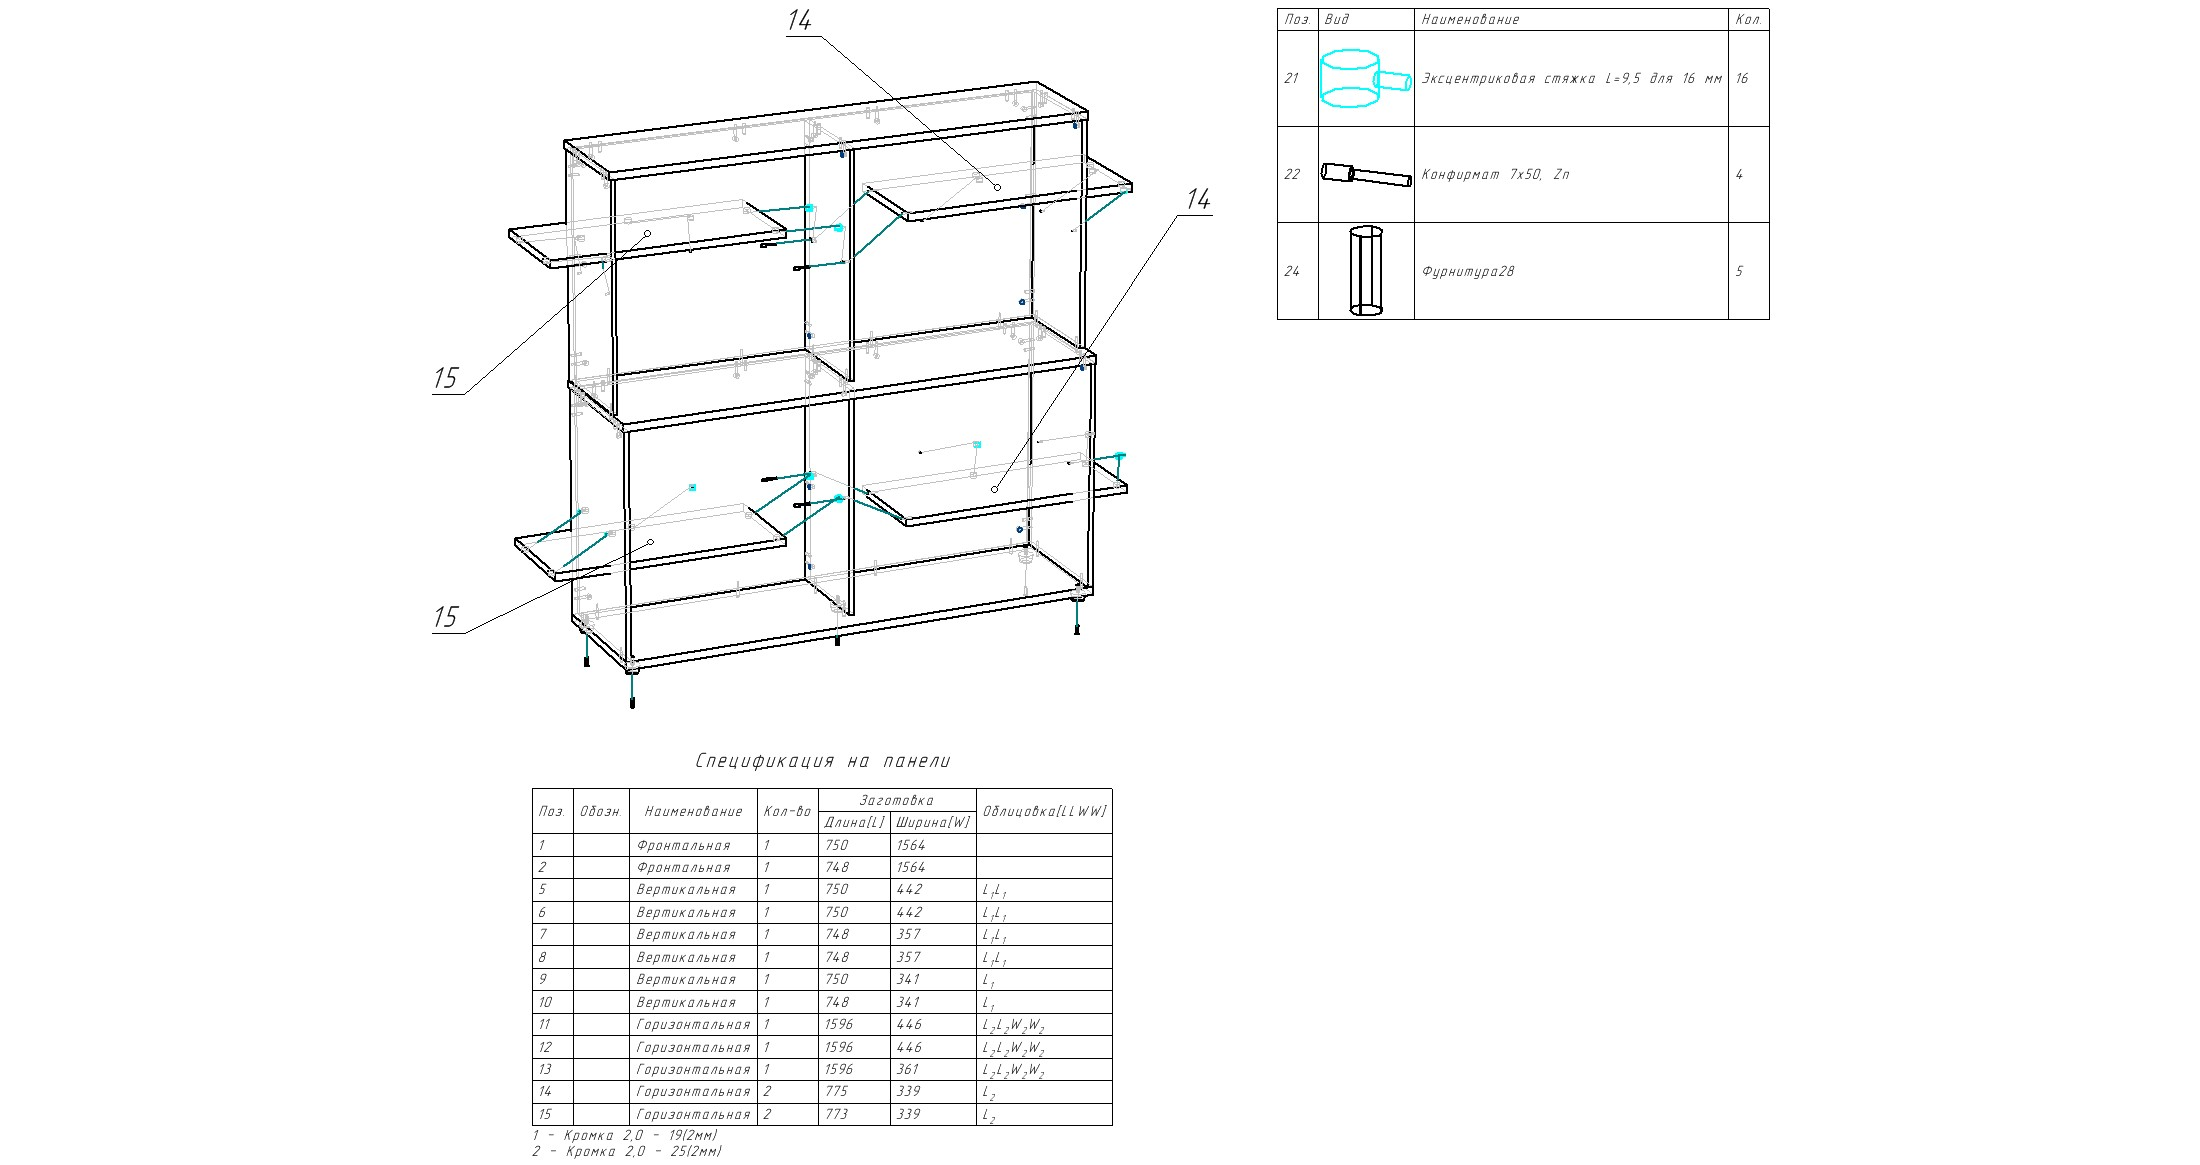 14
14
15
15
Поз. Вид Наименование Кол.
21 Эксцентриковая стяжка L=9,5 для 16 мм 16
22 Конфирмат 7x50, Zn 4
24 Фурнитура28 5
Спецификация на панели
Поз. Обозн. Наименование Кол-во Заготовка Облицовка[LLWW]
Длина[L] Ширина[W]
1 Фронтальная 1 750 1564
2 Фронтальная 1 748 1564
5 Вертикальная 1 750 442 L1L1
6 Вертикальная 1 750 442 L1L1
7 Вертикальная 1 748 357 L1L1
8 Вертикальная 1 748 357 L1L1
9 Вертикальная 1 750 341 L1
10 Вертикальная 1 748 341 L1
11 Горизонтальная 1 1596 446 L2L2W2W2
12 Горизонтальная 1 1596 446 L2L2W2W2
13 Горизонтальная 1 1596 361 L2L2W2W2
14 Горизонтальная 2 775 339 L2
15 Горизонтальная 2 773 339 L2
1 - Кромка 2,0 - 19(2мм)
2 - Кромка 2,0 - 25(2мм)